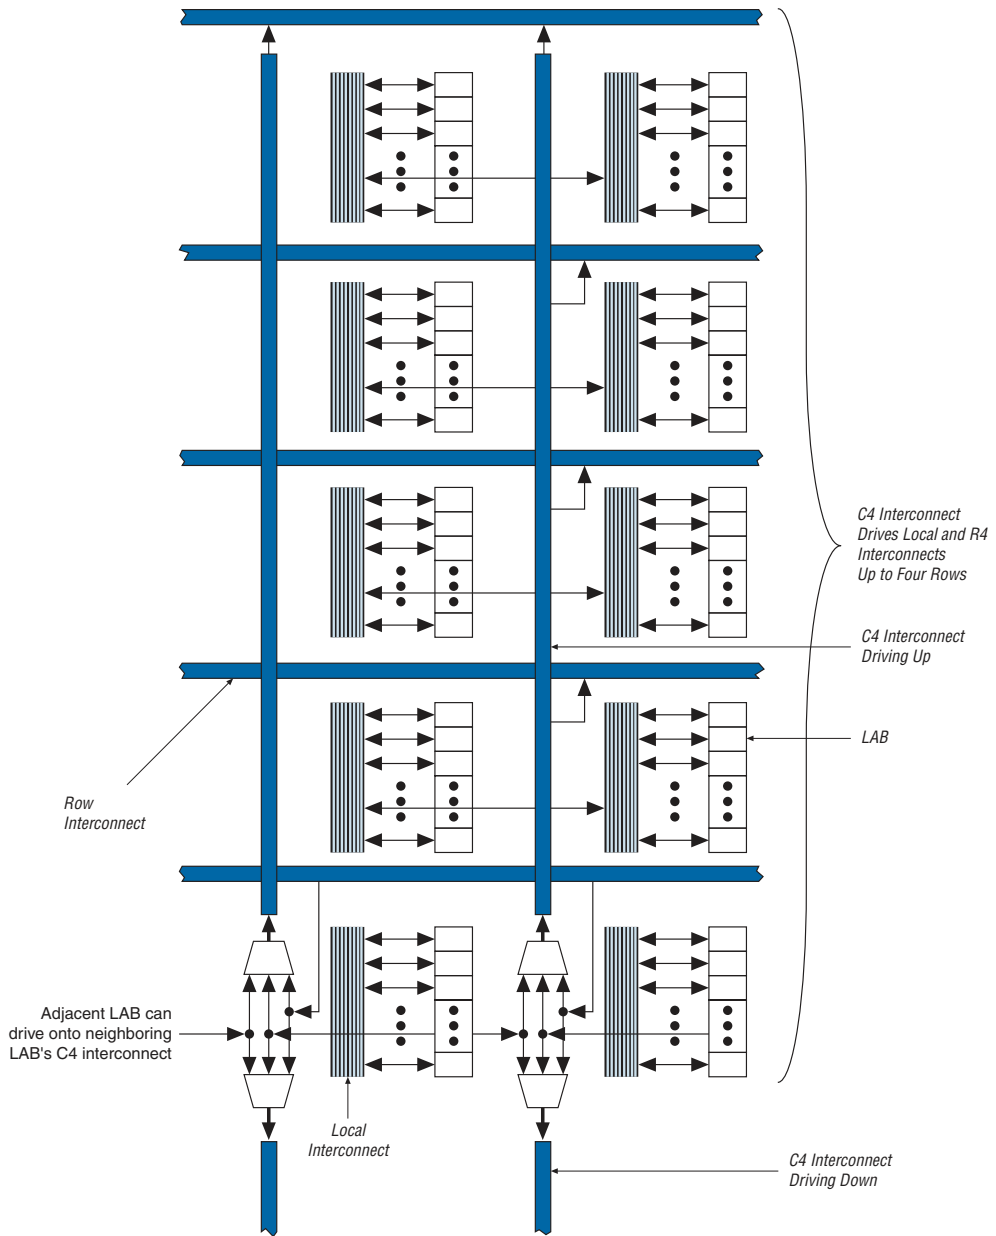 C4 Interconnect
Drives Local and R4
Interconnects
Up to Four Rows
C4 Interconnect
Driving Up
LAB
Row
Interconnect
Adjacent LAB can
drive onto neighboring
LAB's C4 interconnect
Local
Interconnect
C4 Interconnect
Driving Down